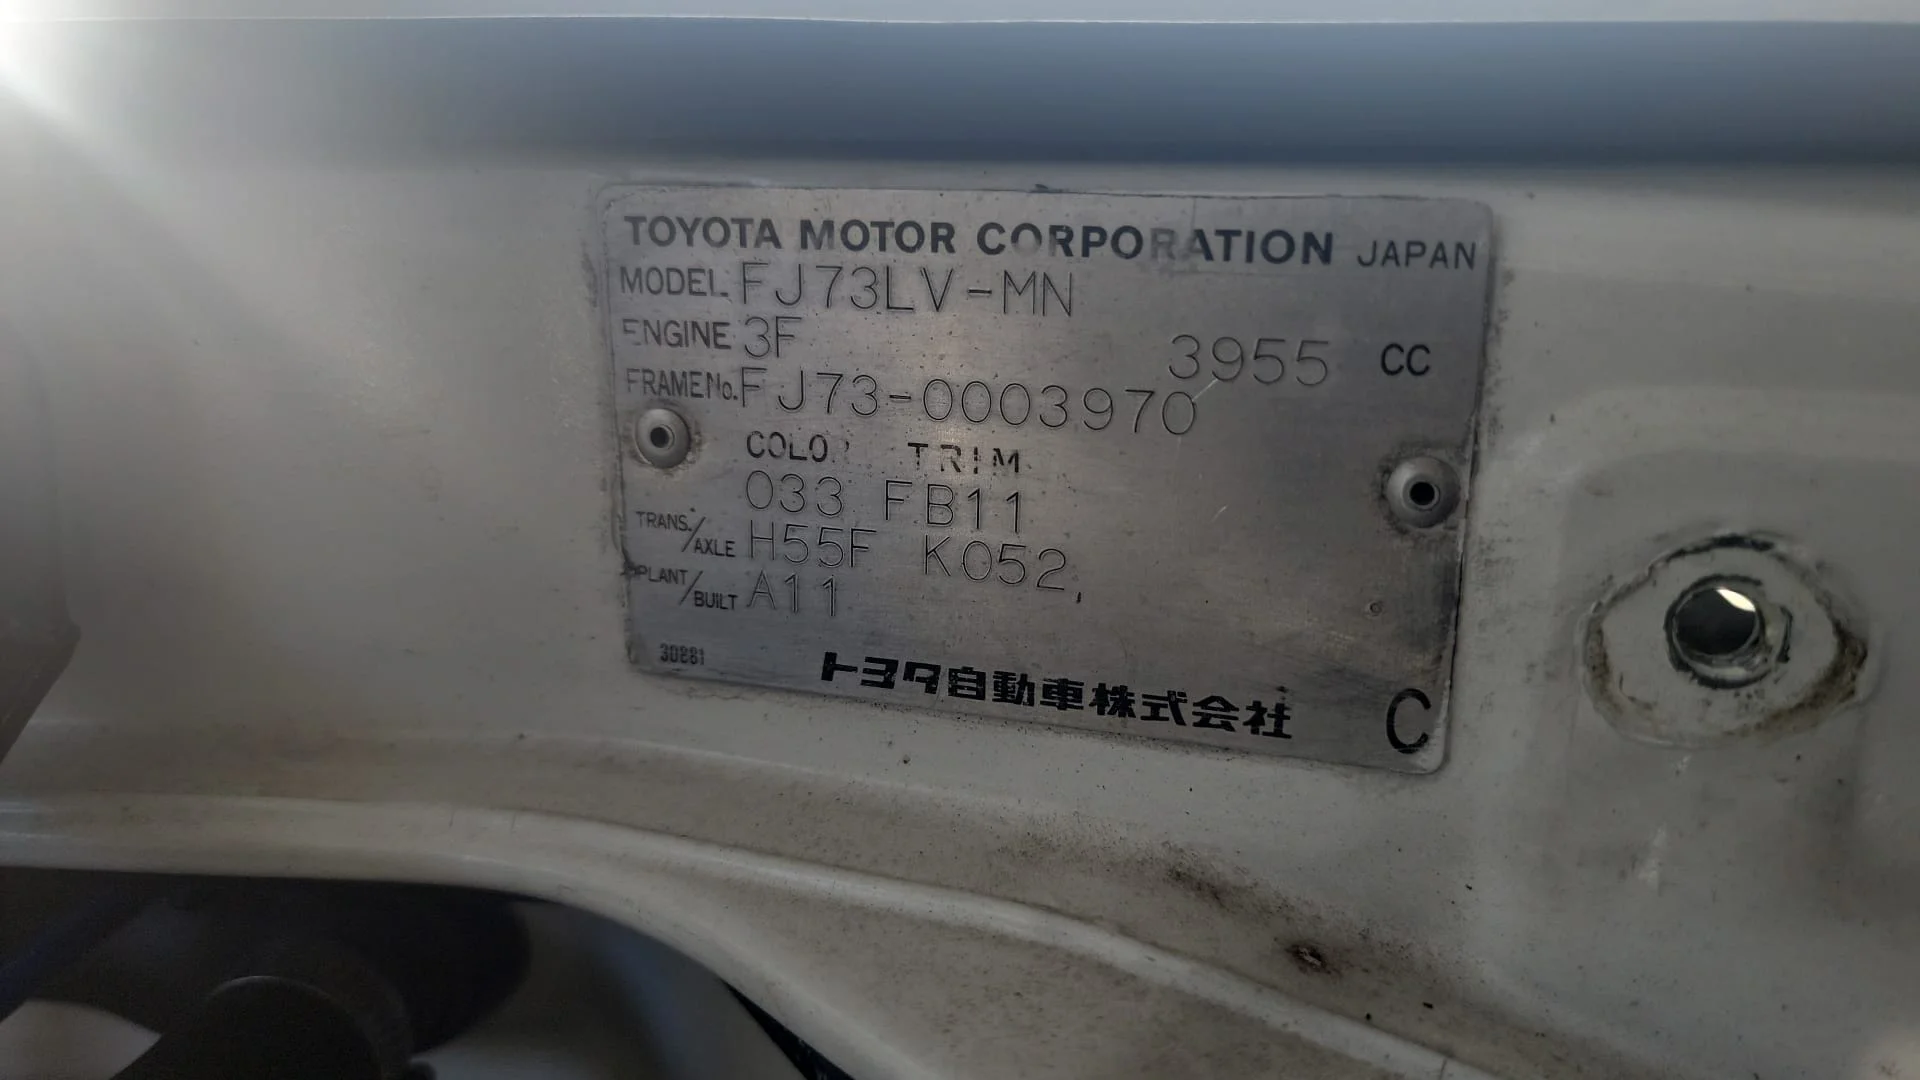 TOYOTA MOTOR CORPORATION JAPAN
MODEL FJ73LV-MN
ENGINE 3F 3955 CC
FRAME No. FJ73-0003970
COLOR TRIM
033 FB11
TRANS./AXLE H55F K052,
PLANT/BUILT A11
30881
トヨタ自動車株式会社 C